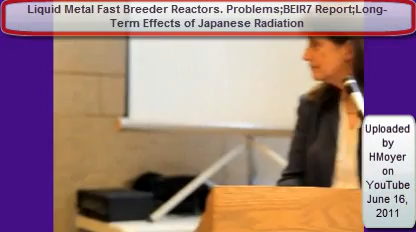 Liquid Metal Fast Breeder Reactors. Problems;BEIR7 Report;Long-
Term Effects of Japanese Radiation
Uploaded
by
HMoyer
on
YouTube
June 16,
2011